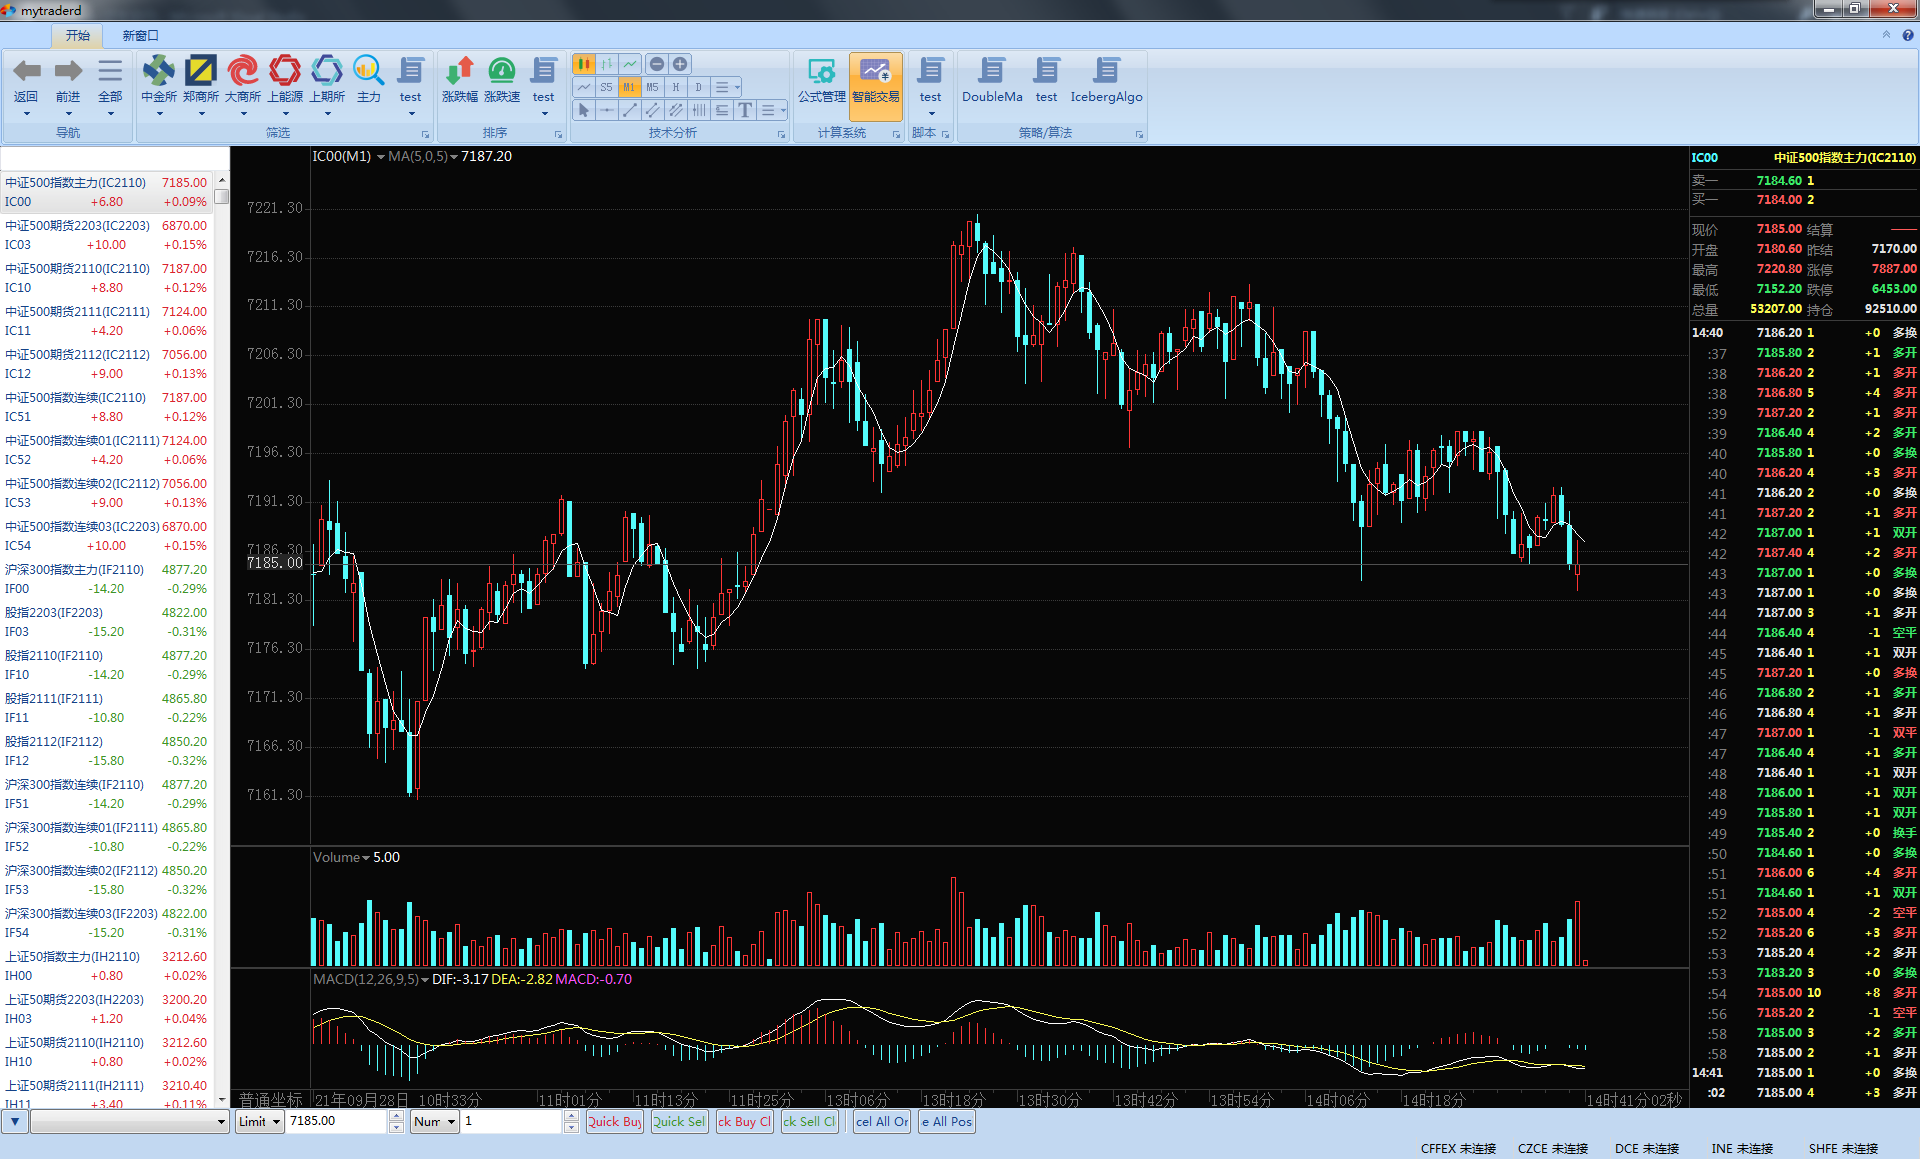 mytraderd
开始 新窗口
返回 前进 全部 中金所 郑商所 大商所 上能源 上期所 主力 test 涨跌幅 涨跌速 test S5 M1 M5 H D T 公式管理 智能交易 test DoubleMa test IcebergAlgo
导航 筛选 排序 技术分析 计算系统 脚本 策略/算法
中证500指数主力(IC2110) 7185.00
IC00 +6.80 +0.09%
中证500期货2203(IC2203) 6870.00
IC03 +10.00 +0.15%
中证500期货2110(IC2110) 7187.00
IC10 +8.80 +0.12%
中证500期货2111(IC2111) 7124.00
IC11 +4.20 +0.06%
中证500期货2112(IC2112) 7056.00
IC12 +9.00 +0.13%
中证500指数连续(IC2110) 7187.00
IC51 +8.80 +0.12%
中证500指数连续01(IC2111) 7124.00
IC52 +4.20 +0.06%
中证500指数连续02(IC2112) 7056.00
IC53 +9.00 +0.13%
中证500指数连续03(IC2203) 6870.00
IC54 +10.00 +0.15%
沪深300指数主力(IF2110) 4877.20
IF00 -14.20 -0.29%
股指2203(IF2203) 4822.00
IF03 -15.20 -0.31%
股指2110(IF2110) 4877.20
IF10 -14.20 -0.29%
股指2111(IF2111) 4865.80
IF11 -10.80 -0.22%
股指2112(IF2112) 4850.20
IF12 -15.80 -0.32%
沪深300指数连续(IF2110) 4877.20
IF51 -14.20 -0.29%
沪深300指数连续01(IF2111) 4865.80
IF52 -10.80 -0.22%
沪深300指数连续02(IF2112) 4850.20
IF53 -15.80 -0.32%
沪深300指数连续03(IF2203) 4822.00
IF54 -15.20 -0.31%
上证50指数主力(IH2110) 3212.60
IH00 +0.80 +0.02%
上证50期货2203(IH2203) 3200.20
IH03 +1.20 +0.04%
上证50期货2110(IH2110) 3212.60
IH10 +0.80 +0.02%
上证50期货2111(IH2111) 3210.40
IH11 +3.40 +0.11%
IC00(M1) MA(5,0,5) 7187.20
7221.30
7216.30
7211.30
7206.30
7201.30
7196.30
7191.30
7186.30
7185.00
7181.30
7176.30
7171.30
7166.30
7161.30
Volume 5.00
MACD(12,26,9,5) DIF:-3.17 DEA:-2.82 MACD:-0.70
普通坐标 21年09月28日 10时33分 11时01分 11时13分 11时25分 13时06分 13时18分 13时30分 13时42分 13时54分 14时06分 14时18分 14时41分02秒
IC00 中证500指数主力(IC2110)
卖一 7184.60 1
买一 7184.00 2
现价 7185.00 结算 ——
开盘 7180.60 昨结 7170.00
最高 7220.80 涨停 7887.00
最低 7152.20 跌停 6453.00
总量 53207.00 持仓 92510.00
14:40 7186.20 1 +0 多换
:37 7185.80 2 +1 多开
:38 7186.20 2 +1 多开
:38 7186.80 5 +4 多开
:39 7187.20 2 +1 多开
:39 7186.40 4 +2 多开
:40 7185.80 1 +0 多换
:40 7186.20 4 +3 多开
:41 7186.20 2 +0 多换
:41 7187.20 2 +1 多开
:42 7187.00 1 +1 双开
:42 7187.40 4 +2 多开
:43 7187.00 1 +0 多换
:43 7187.00 1 +0 多换
:44 7187.00 3 +1 多开
:44 7186.40 4 -1 空平
:45 7186.40 1 +1 双开
:45 7187.20 1 +0 多换
:46 7186.80 2 +1 多开
:46 7186.80 4 +1 多开
:47 7187.00 1 -1 双平
:47 7186.40 4 +1 多开
:48 7186.40 1 +1 双开
:48 7186.00 1 +1 双开
:49 7185.80 1 +1 双开
:49 7185.40 2 +0 换手
:50 7184.60 1 +0 多换
:51 7186.00 6 +4 多开
:51 7184.60 1 +1 双开
:52 7185.00 4 -2 空平
:52 7185.20 6 +3 多开
:53 7185.20 4 +2 多开
:53 7183.20 3 +0 多换
:54 7185.00 10 +8 多开
:56 7185.20 2 -1 空平
:58 7185.00 3 +2 多开
:58 7185.00 2 +1 多开
14:41 7185.00 1 +0 多换
:02 7185.00 4 +3 多开
Limit 7185.00 Num 1 Quick Buy Quick Sel ck Buy Cl ck Sell Cl cel All Or e All Pos
CFFEX 未连接 CZCE 未连接 DCE 未连接 INE 未连接 SHFE 未连接